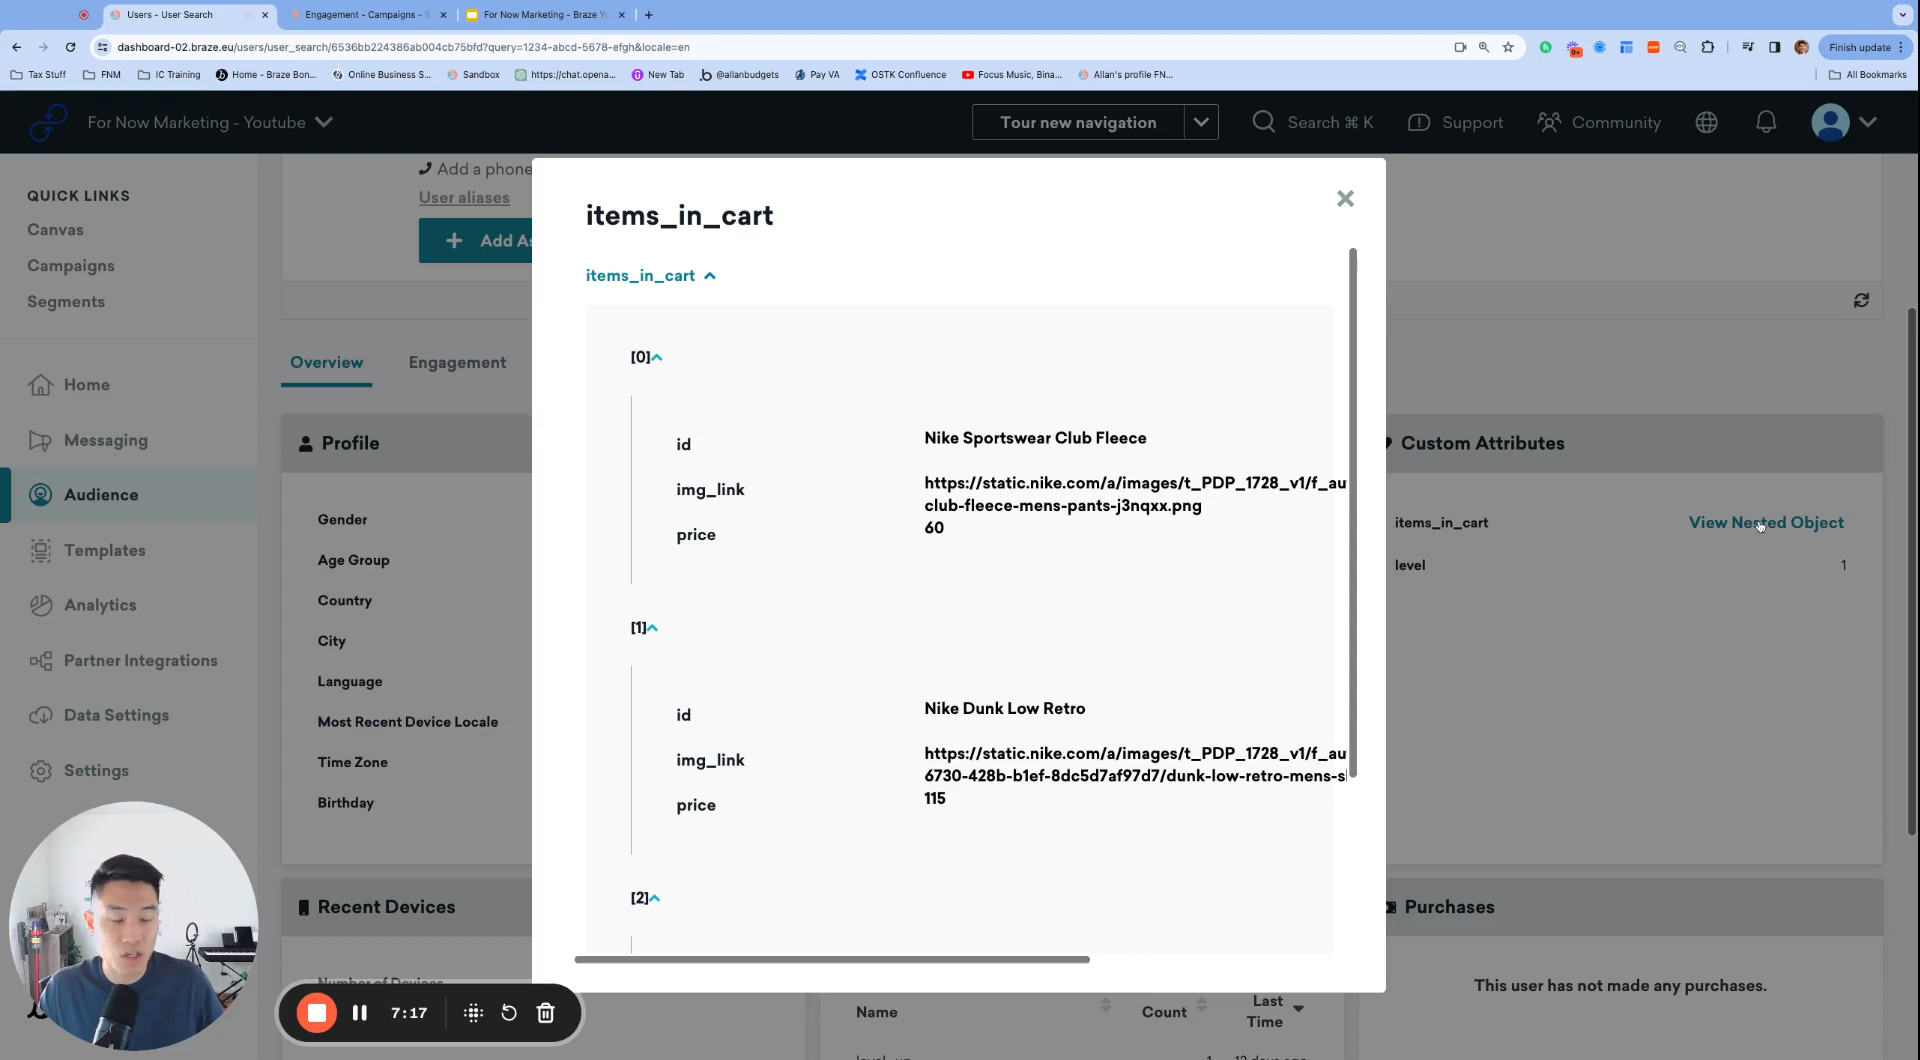 Users - User Search
Engagement - Campaigns - S
For Now Marketing - Braze Yo
dashboard-02.braze.eu/users/user_search/6536bb224386ab004cb75bfd?query=1234-abcd-5678-efgh&locale=en
9+
Finish update
Tax Stuff
FNM
IC Training
Home - Braze Bon...
Online Business S...
Sandbox
https://chat.opena...
New Tab
@allanbudgets
Pay VA
OSTK Confluence
Focus Music, Bina...
Allan's profile FN...
All Bookmarks
For Now Marketing - Youtube
Tour new navigation
Search ⌘ K
Support
Community
QUICK LINKS
Canvas
Campaigns
Segments
Home
Messaging
Audience
Templates
Analytics
Partner Integrations
Data Settings
Settings
Add a phone
User aliases
Add As
Overview
Engagement
Profile
Gender
Age Group
Country
City
Language
Most Recent Device Locale
Time Zone
Birthday
Recent Devices
Number of Devices
items_in_cart
items_in_cart
[0]
id
Nike Sportswear Club Fleece
img_link
https://static.nike.com/a/images/t_PDP_1728_v1/f_au
club-fleece-mens-pants-j3nqxx.png
price
60
[1]
id
Nike Dunk Low Retro
img_link
https://static.nike.com/a/images/t_PDP_1728_v1/f_au
6730-428b-b1ef-8dc5d7af97d7/dunk-low-retro-mens-s
price
115
[2]
Custom Attributes
items_in_cart
View Nested Object
level
1
Purchases
This user has not made any purchases.
Name
Count
Last
Time
7:17